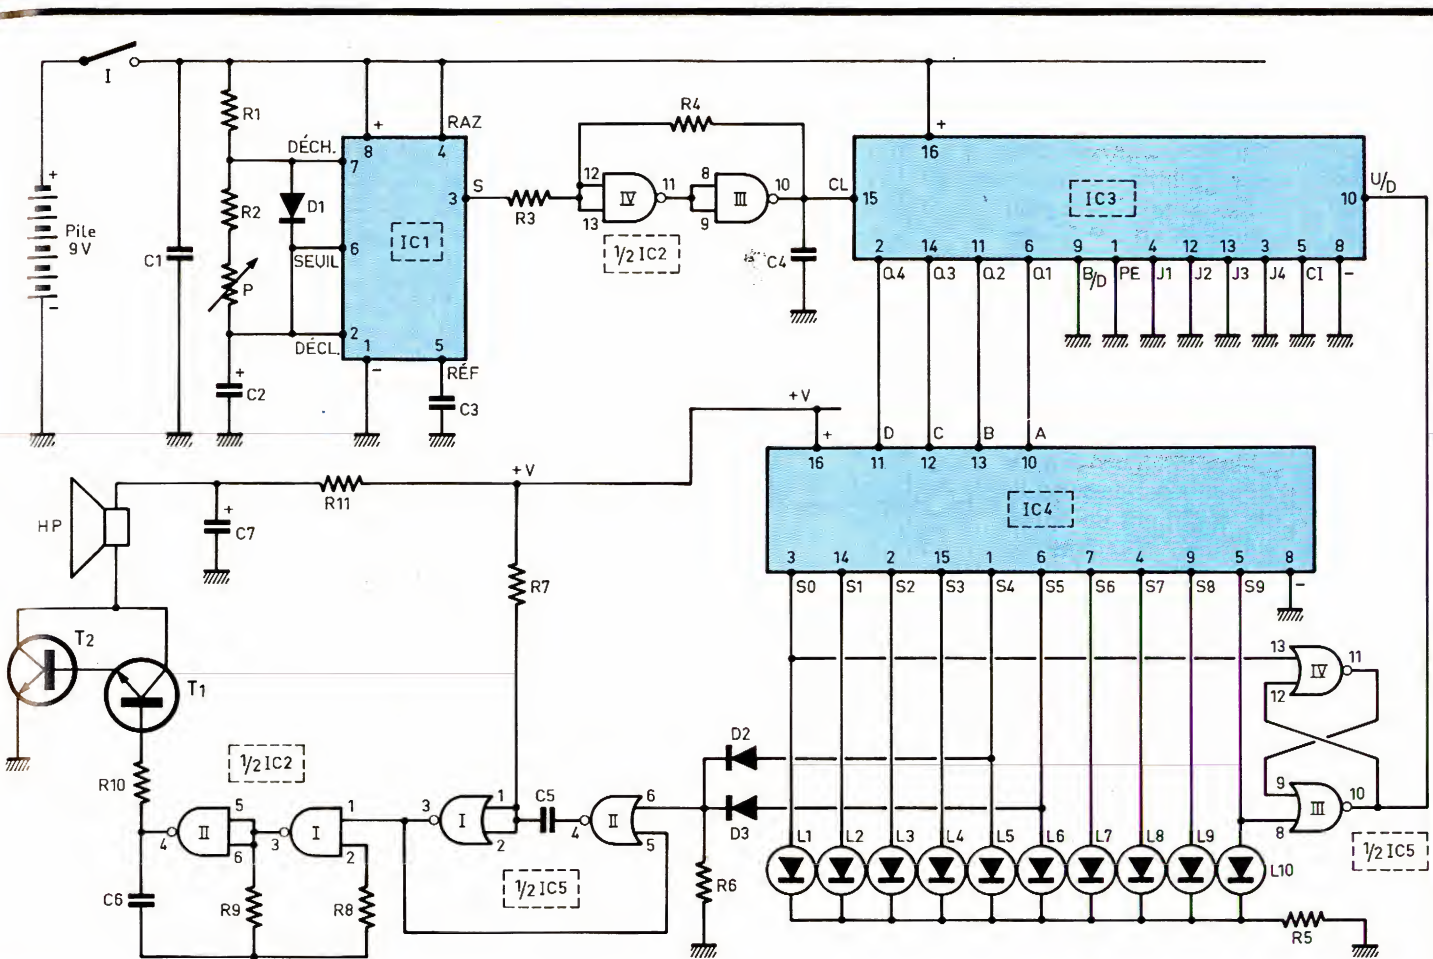 I
R1
R2
P
C1
C2
D1
Pile
9V
+
-
DÉCH.
7
8
+
4
RAZ
3
S
6
SEUIL
IC1
2
DÉCL.
1
-
5
RÉF
C3
R3
R4
12
13
IV
11
8
9
III
10
1/2 IC2
C4
CL
15
+
16
IC3
U/D
10
2
14
11
6
9
1
4
12
13
3
5
8
Q4
Q3
Q2
Q1
B/D
PE
J1
J2
J3
J4
CI
-
+V
+
16
D
C
B
A
11
12
13
10
IC4
3
14
2
15
1
6
7
4
9
5
8
S0
S1
S2
S3
S4
S5
S6
S7
S8
S9
-
HP
+
C7
R11
+V
R7
T2
T1
R10
1/2 IC2
4
II
5
6
3
I
1
2
C6
R9
R8
3
I
1
2
C5
4
II
6
5
1/2 IC5
D2
D3
R6
L1
L2
L3
L4
L5
L6
L7
L8
L9
L10
R5
13
12
IV
11
9
8
III
10
1/2 IC5